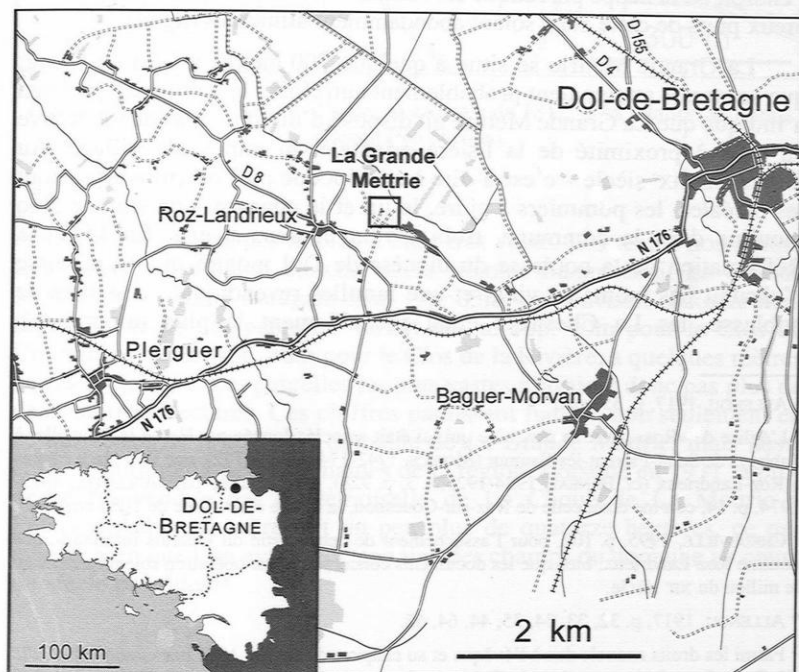 D 155
D 4
Dol-de-Bretagne
La Grande
Mettrie
D 8
Roz-Landrieux
N 176
Plerguer
Baguer-Morvan
N 176
DOL-DE-
BRETAGNE
100 km
2 km